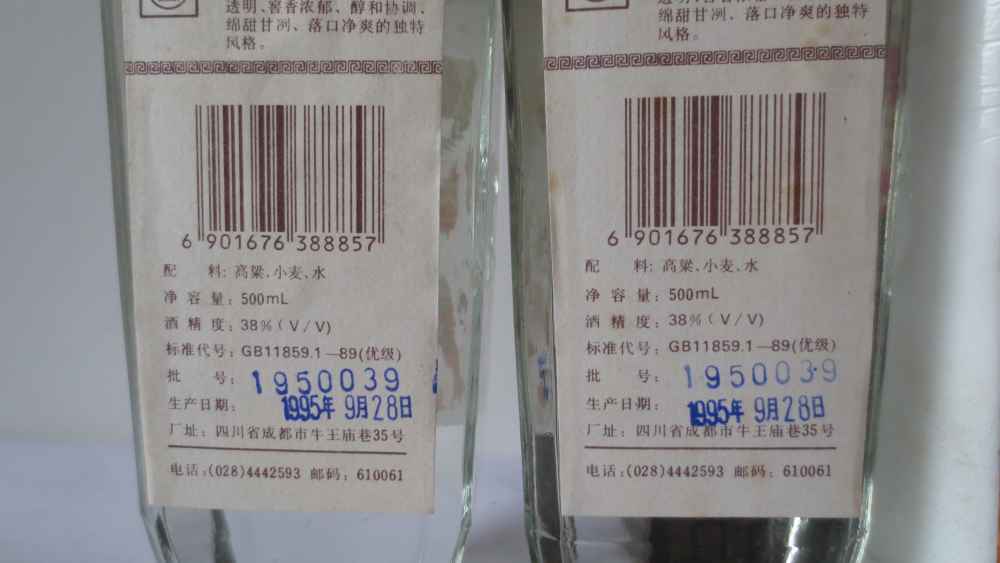 透明、窖香浓郁、醇和协调、
绵甜甘冽、落口净爽的独特
风格。
6 901676 388857
配 料: 高粱、小麦、水
净 容 量: 500mL
酒 精 度: 38%(V/V)
标准代号: GB11859.1—89(优级)
批 号: 1950039
生产日期: 1995年 9月28日
厂址: 四川省成都市牛王庙巷35号
电话:(028)4442593 邮码: 610061
绵甜甘冽、落口净爽的独特
风格。
6 901676 388857
配 料: 高粱、小麦、水
净 容 量: 500mL
酒 精 度: 38%(V/V)
标准代号: GB11859.1—89(优级)
批 号: 1950039
生产日期: 1995年 9月28日
厂址: 四川省成都市牛王庙巷35号
电话:(028)4442593 邮码: 610061